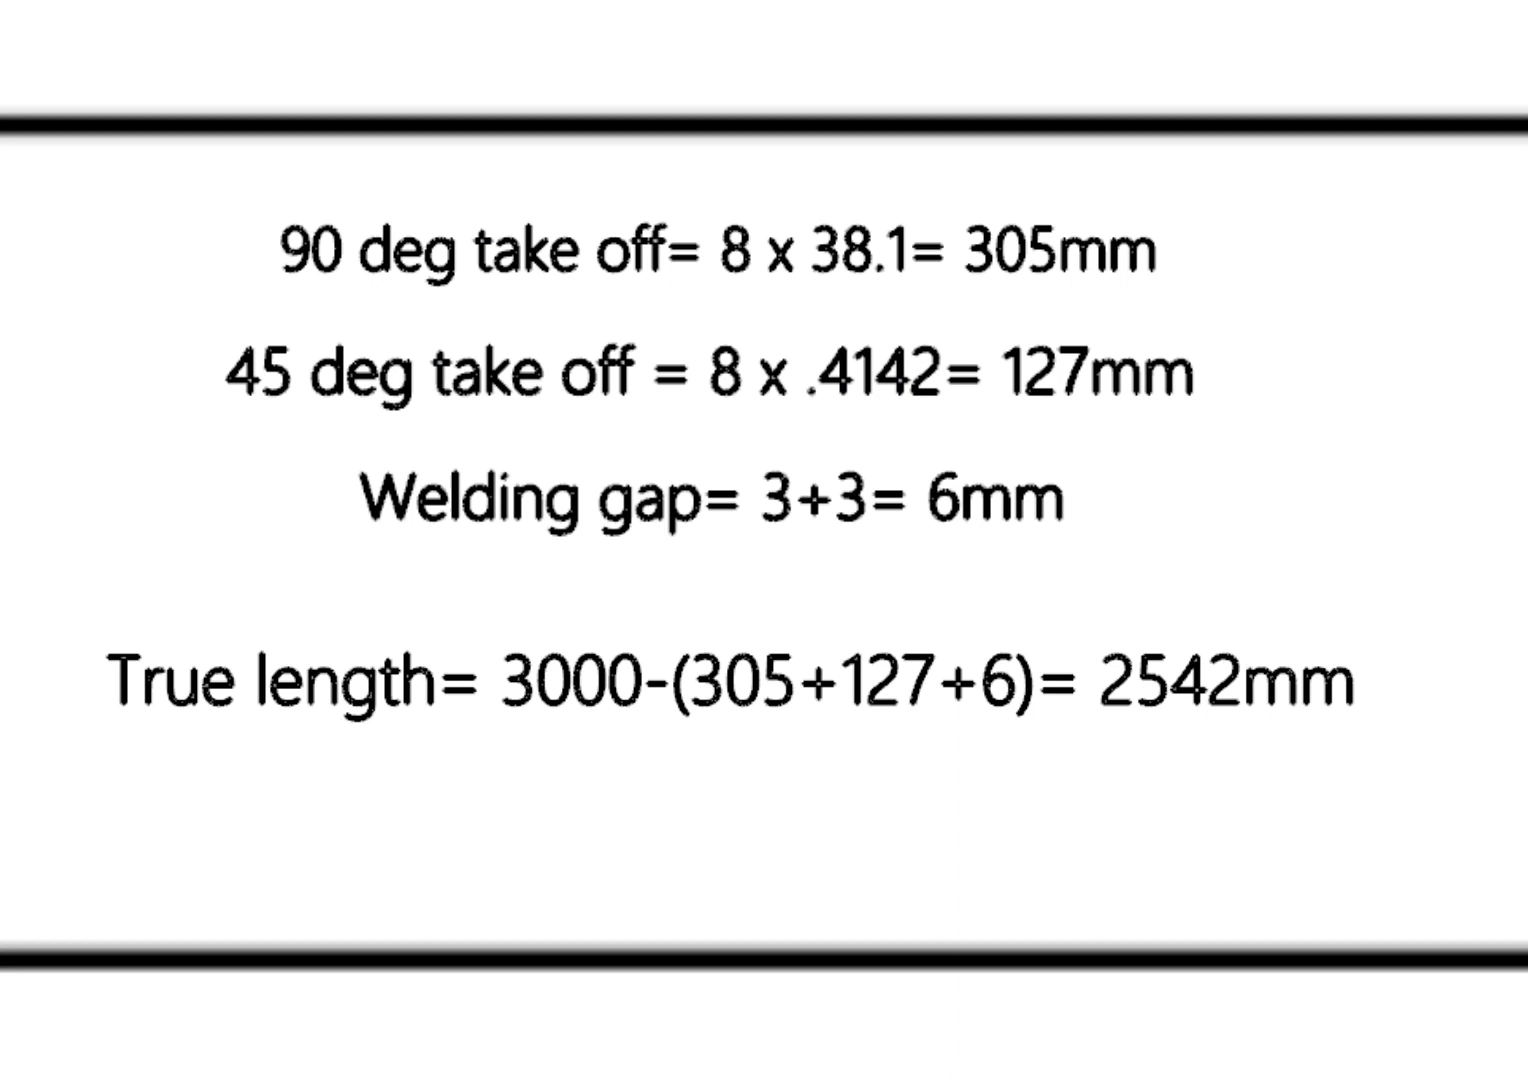 90 deg take off= 8 x 38.1= 305mm
45 deg take off = 8 x .4142= 127mm
Welding gap= 3+3= 6mm
True length= 3000-(305+127+6)= 2542mm